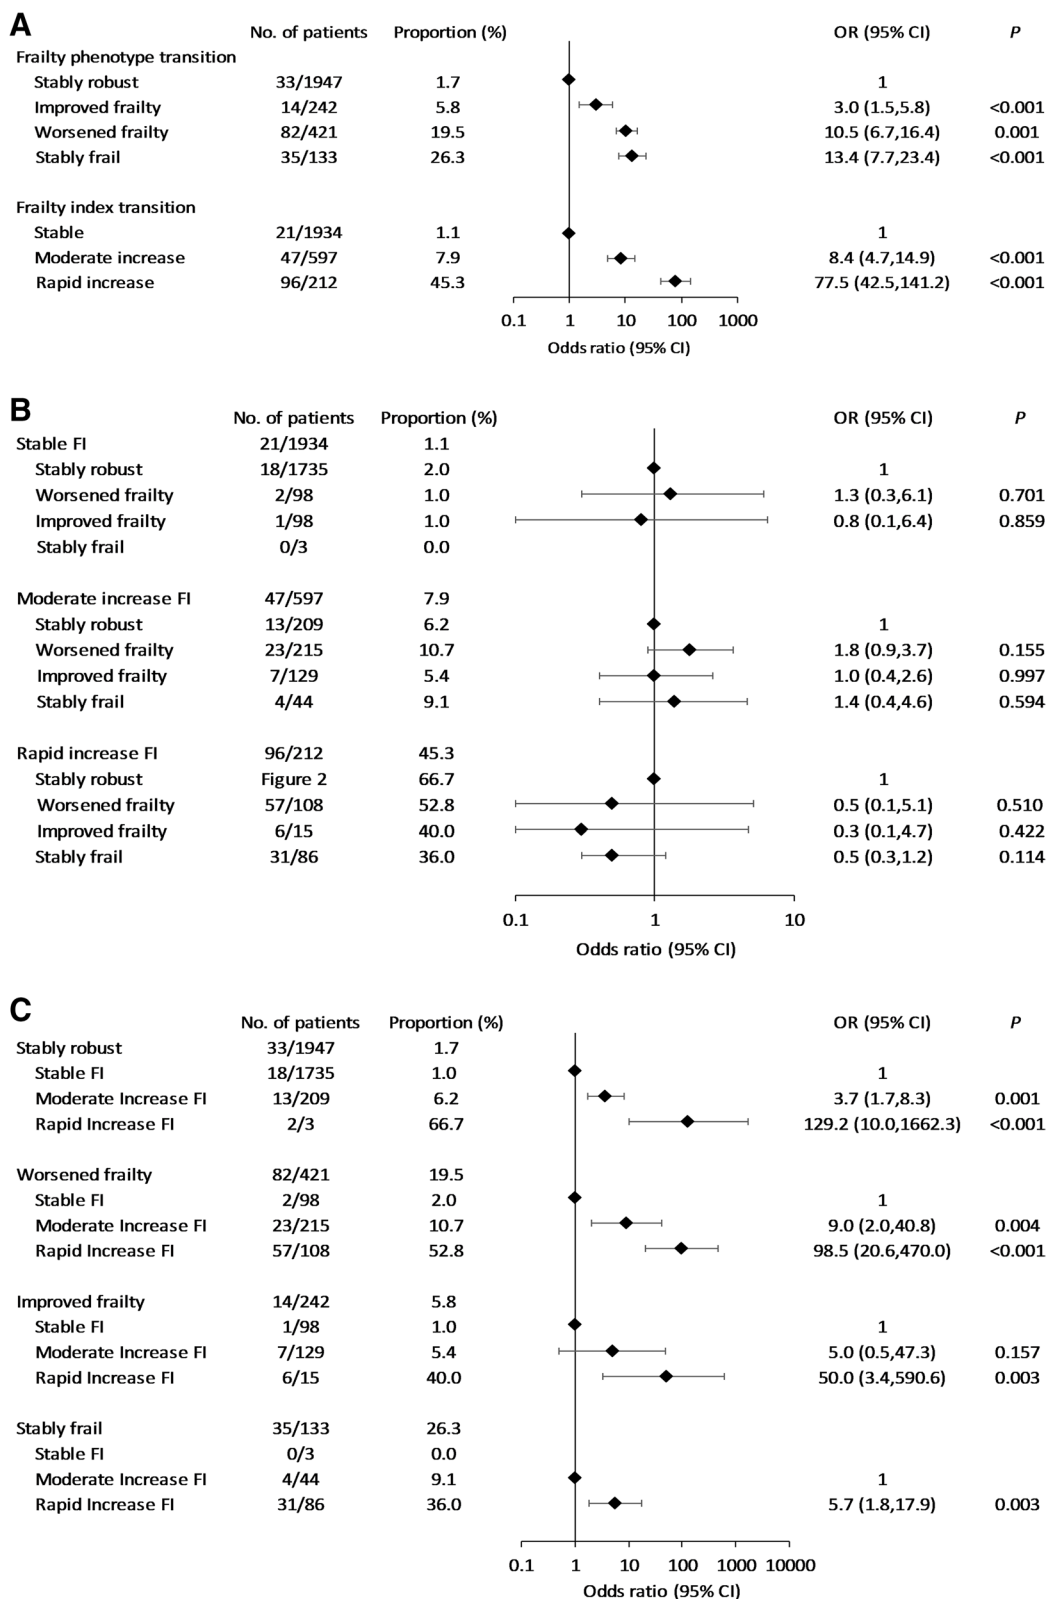 A
No. of patients Proportion (%) OR (95% CI) P
Frailty phenotype transition
Stably robust 33/1947 1.7 1
Improved frailty 14/242 5.8 3.0 (1.5,5.8) <0.001
Worsened frailty 82/421 19.5 10.5 (6.7,16.4) 0.001
Stably frail 35/133 26.3 13.4 (7.7,23.4) <0.001
Frailty index transition
Stable 21/1934 1.1 1
Moderate increase 47/597 7.9 8.4 (4.7,14.9) <0.001
Rapid increase 96/212 45.3 77.5 (42.5,141.2) <0.001
0.1 1 10 100 1000
Odds ratio (95% CI)
B
No. of patients Proportion (%) OR (95% CI) P
Stable FI 21/1934 1.1
Stably robust 18/1735 2.0 1
Worsened frailty 2/98 1.0 1.3 (0.3,6.1) 0.701
Improved frailty 1/98 1.0 0.8 (0.1,6.4) 0.859
Stably frail 0/3 0.0
Moderate increase FI 47/597 7.9
Stably robust 13/209 6.2 1
Worsened frailty 23/215 10.7 1.8 (0.9,3.7) 0.155
Improved frailty 7/129 5.4 1.0 (0.4,2.6) 0.997
Stably frail 4/44 9.1 1.4 (0.4,4.6) 0.594
Rapid increase FI 96/212 45.3
Stably robust Figure 2 66.7 1
Worsened frailty 57/108 52.8 0.5 (0.1,5.1) 0.510
Improved frailty 6/15 40.0 0.3 (0.1,4.7) 0.422
Stably frail 31/86 36.0 0.5 (0.3,1.2) 0.114
0.1 1 10
Odds ratio (95% CI)
C
No. of patients Proportion (%) OR (95% CI) P
Stably robust 33/1947 1.7
Stable FI 18/1735 1.0 1
Moderate Increase FI 13/209 6.2 3.7 (1.7,8.3) 0.001
Rapid Increase FI 2/3 66.7 129.2 (10.0,1662.3) <0.001
Worsened frailty 82/421 19.5
Stable FI 2/98 2.0 1
Moderate Increase FI 23/215 10.7 9.0 (2.0,40.8) 0.004
Rapid Increase FI 57/108 52.8 98.5 (20.6,470.0) <0.001
Improved frailty 14/242 5.8
Stable FI 1/98 1.0 1
Moderate Increase FI 7/129 5.4 5.0 (0.5,47.3) 0.157
Rapid Increase FI 6/15 40.0 50.0 (3.4,590.6) 0.003
Stably frail 35/133 26.3
Stable FI 0/3 0.0
Moderate Increase FI 4/44 9.1 1
Rapid Increase FI 31/86 36.0 5.7 (1.8,17.9) 0.003
0.1 1 10 100 1000 10000
Odds ratio (95% CI)